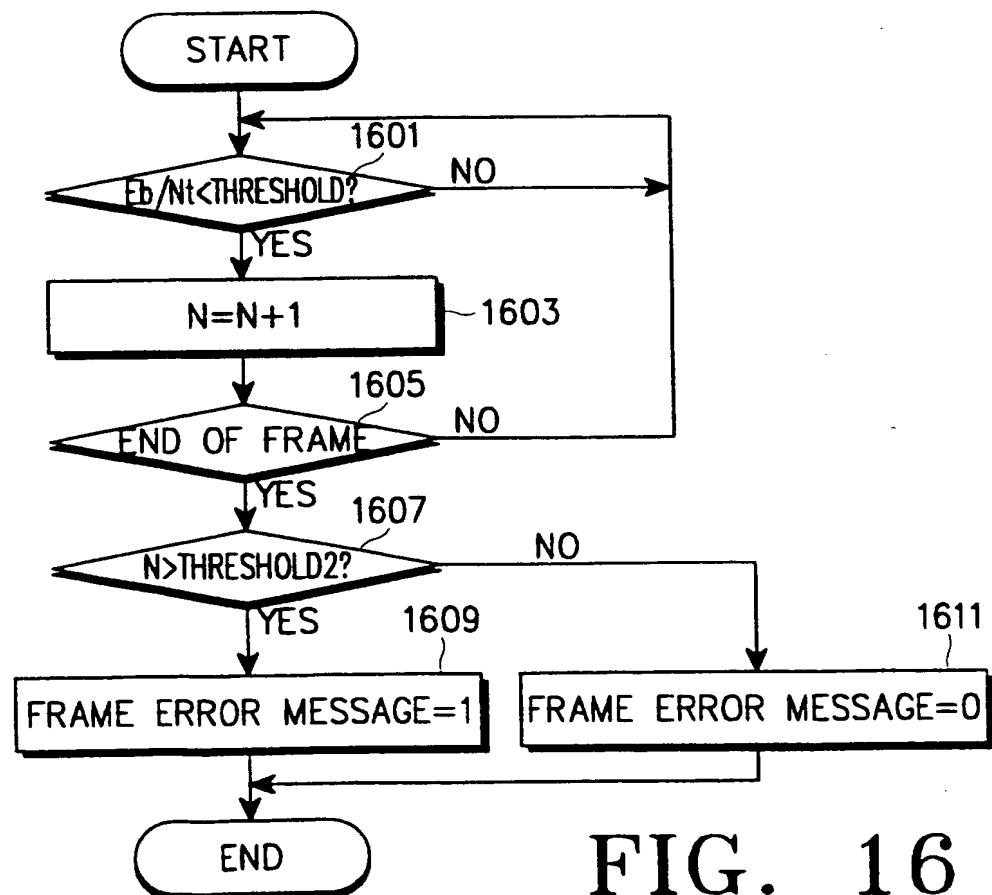 START
1601
Eb/Nt<THRESHOLD?
NO
YES
N=N+1
1603
1605
END OF FRAME
NO
YES
1607
N>THRESHOLD2?
NO
YES
1609
1611
FRAME ERROR MESSAGE=1
FRAME ERROR MESSAGE=0
END
FIG. 16